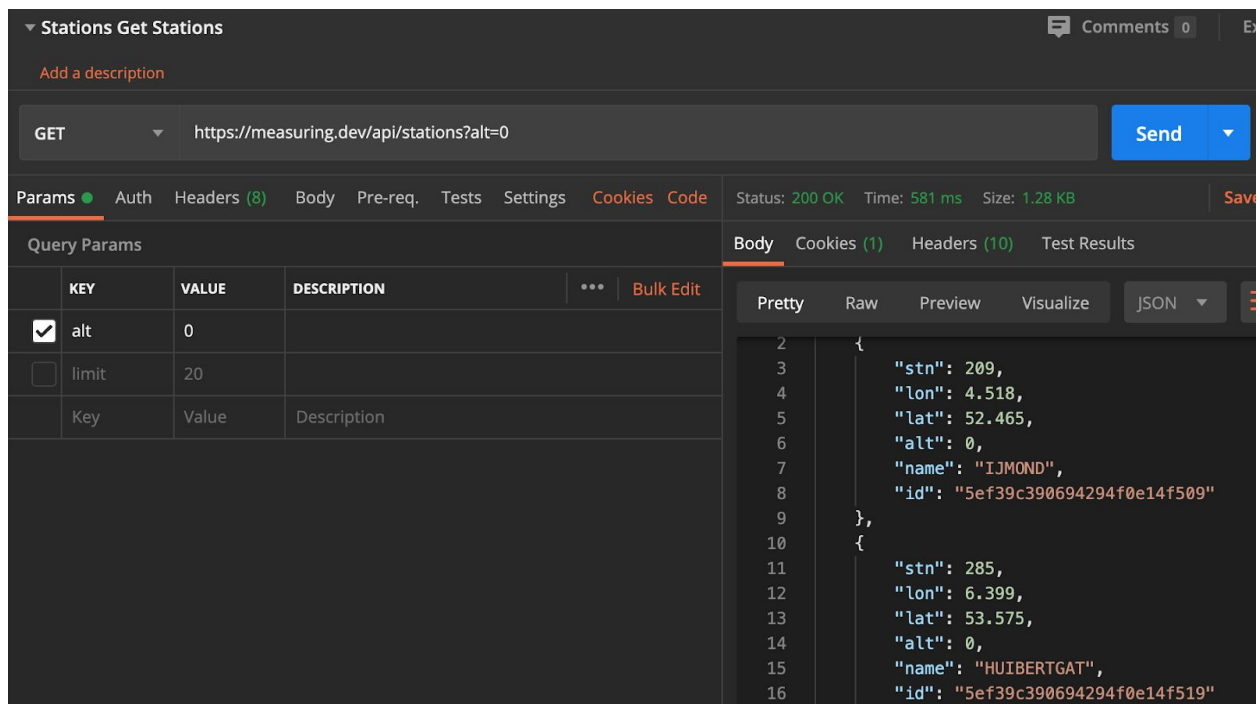 Stations Get Stations
Comments 0
Add a description
GET
https://measuring.dev/api/stations?alt=0
Send
Params Auth Headers (8) Body Pre-req. Tests Settings Cookies Code
Query Params
KEY VALUE DESCRIPTION ••• Bulk Edit
alt 0
limit 20
Key Value Description
Status: 200 OK Time: 581 ms Size: 1.28 KB Save
Body Cookies (1) Headers (10) Test Results
Pretty Raw Preview Visualize JSON
2 {
3 "stn": 209,
4 "lon": 4.518,
5 "lat": 52.465,
6 "alt": 0,
7 "name": "IJMOND",
8 "id": "5ef39c390694294f0e14f509"
9 },
10 {
11 "stn": 285,
12 "lon": 6.399,
13 "lat": 53.575,
14 "alt": 0,
15 "name": "HUIBERTGAT",
16 "id": "5ef39c390694294f0e14f519"